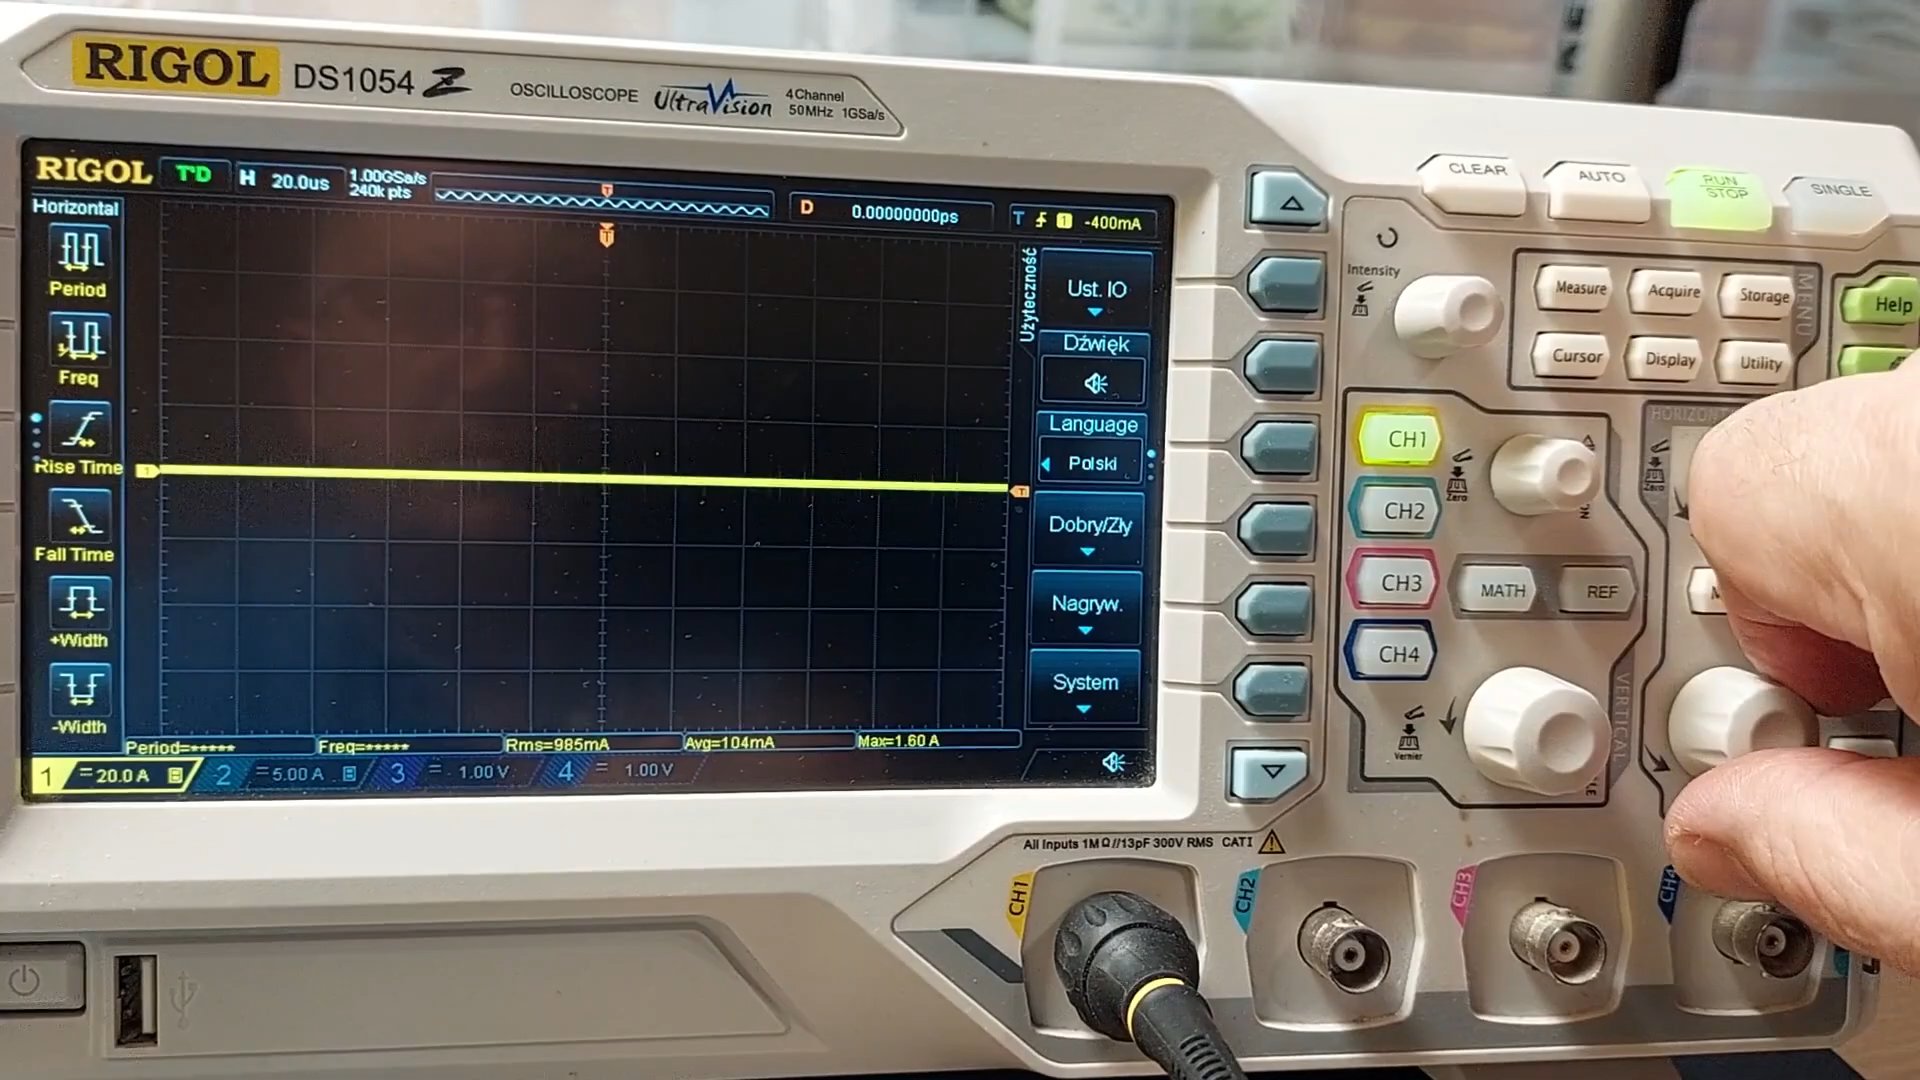 RIGOL DS1054 Z OSCILLOSCOPE UltraVision 4 Channel
50MHz 1GSa/s
RIGOL T'D H 20.0us 1.00GSa/s
240k pts
D 0.00000000ps T 1 -400mA
Horizontal
Period
Freq
Rise Time
Fall Time
+Width
-Width
T
1
T
Użyteczność
Ust. IO
Dźwięk
Language
Polski
Dobry/Zły
Nagryw.
System
Period=***** Freq=***** Rms=985mA Avg=104mA Max=1.60 A
1 = 20.0 A B 2 = 5.00 A B 3 = 1.00 V 4 = 1.00 V
CLEAR AUTO RUN STOP SINGLE
Intensity
Measure Acquire Storage
Cursor Display Utility
MENU
Help
CH1
CH2
CH3
CH4
Zero
MATH REF
VERTICAL
Vernier
Zero
All Inputs 1MΩ//13pF 300V RMS CAT I
CH1 CH2 CH3 CH4